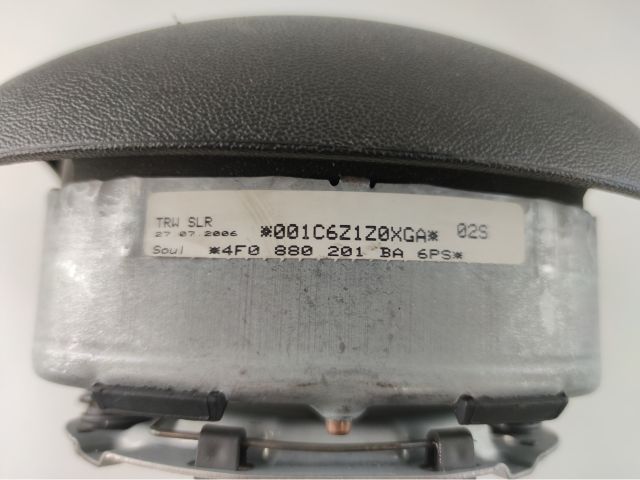 TRW SLR
27.07.2006 *001C6Z1Z0XGA* 02S
Soul *4F0 880 201 BA 6PS*